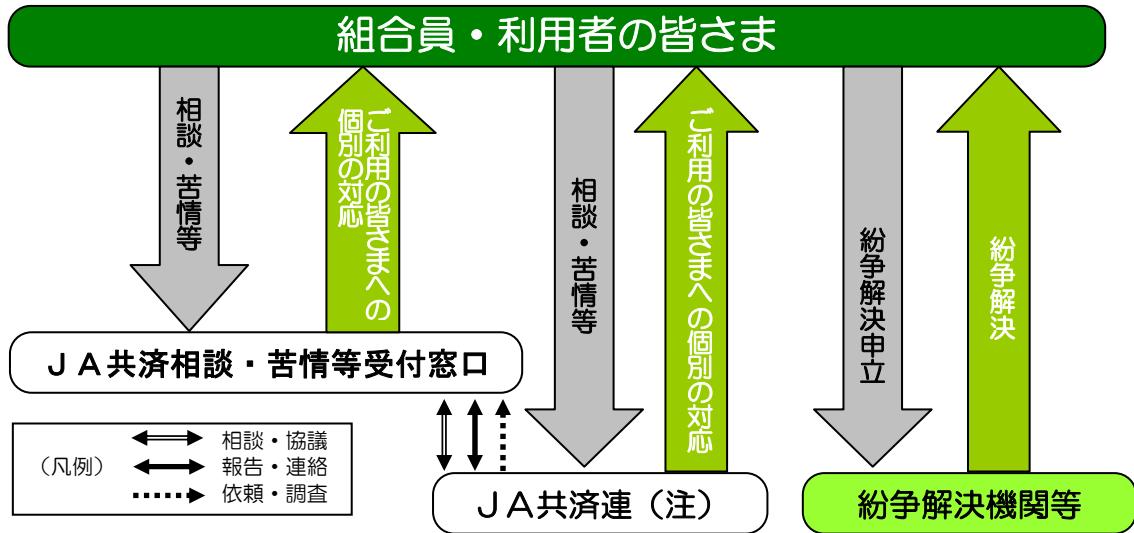 組合員・利用者の皆さま
相談・苦情等
ご利用の皆さまへの
個別の対応
相談・苦情等
ご利用の皆さまへの個別の対応
紛争解決申立
紛争解決
ＪＡ共済相談・苦情等受付窓口
（凡例）
相談・協議
報告・連絡
依頼・調査
ＪＡ共済連（注）
紛争解決機関等